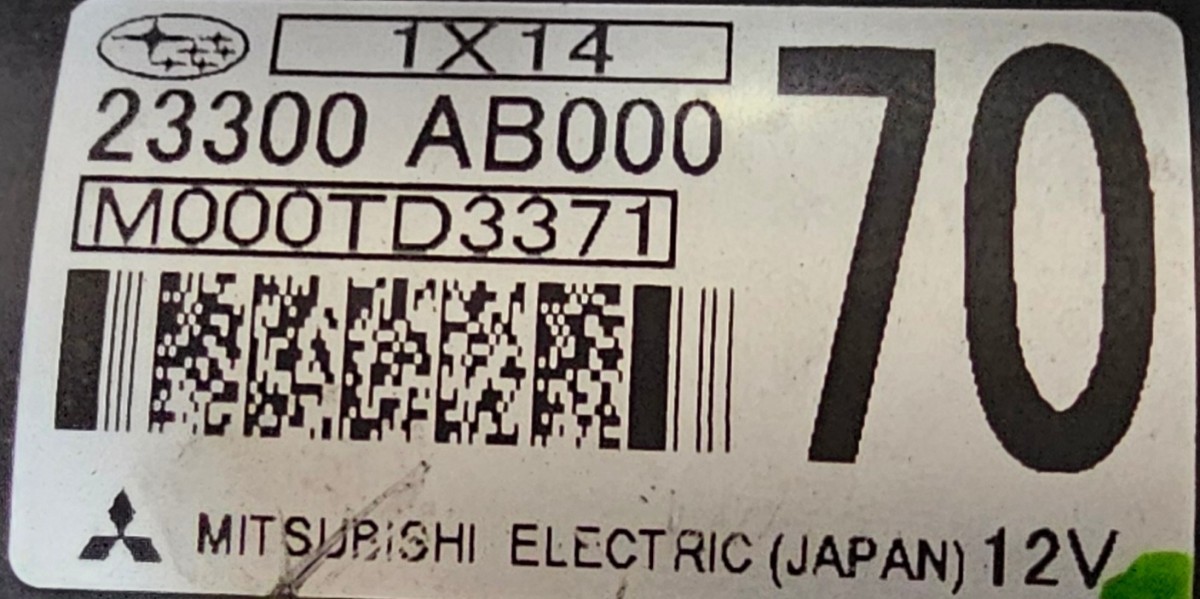 1X14
23300 AB000
M000TD3371
70
MITSUBISHI ELECTRIC (JAPAN) 12V